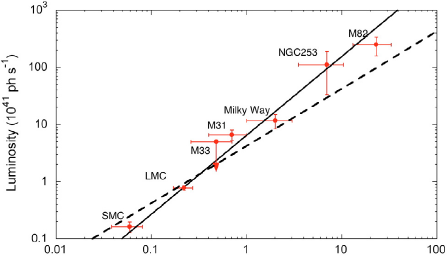 10³
M82
NGC253
100
Milky Way
M31
10
M33
LMC
1
SMC
0.1
0.01
0.1
1
10
100
Luminosity (10⁴¹ ph s⁻¹)